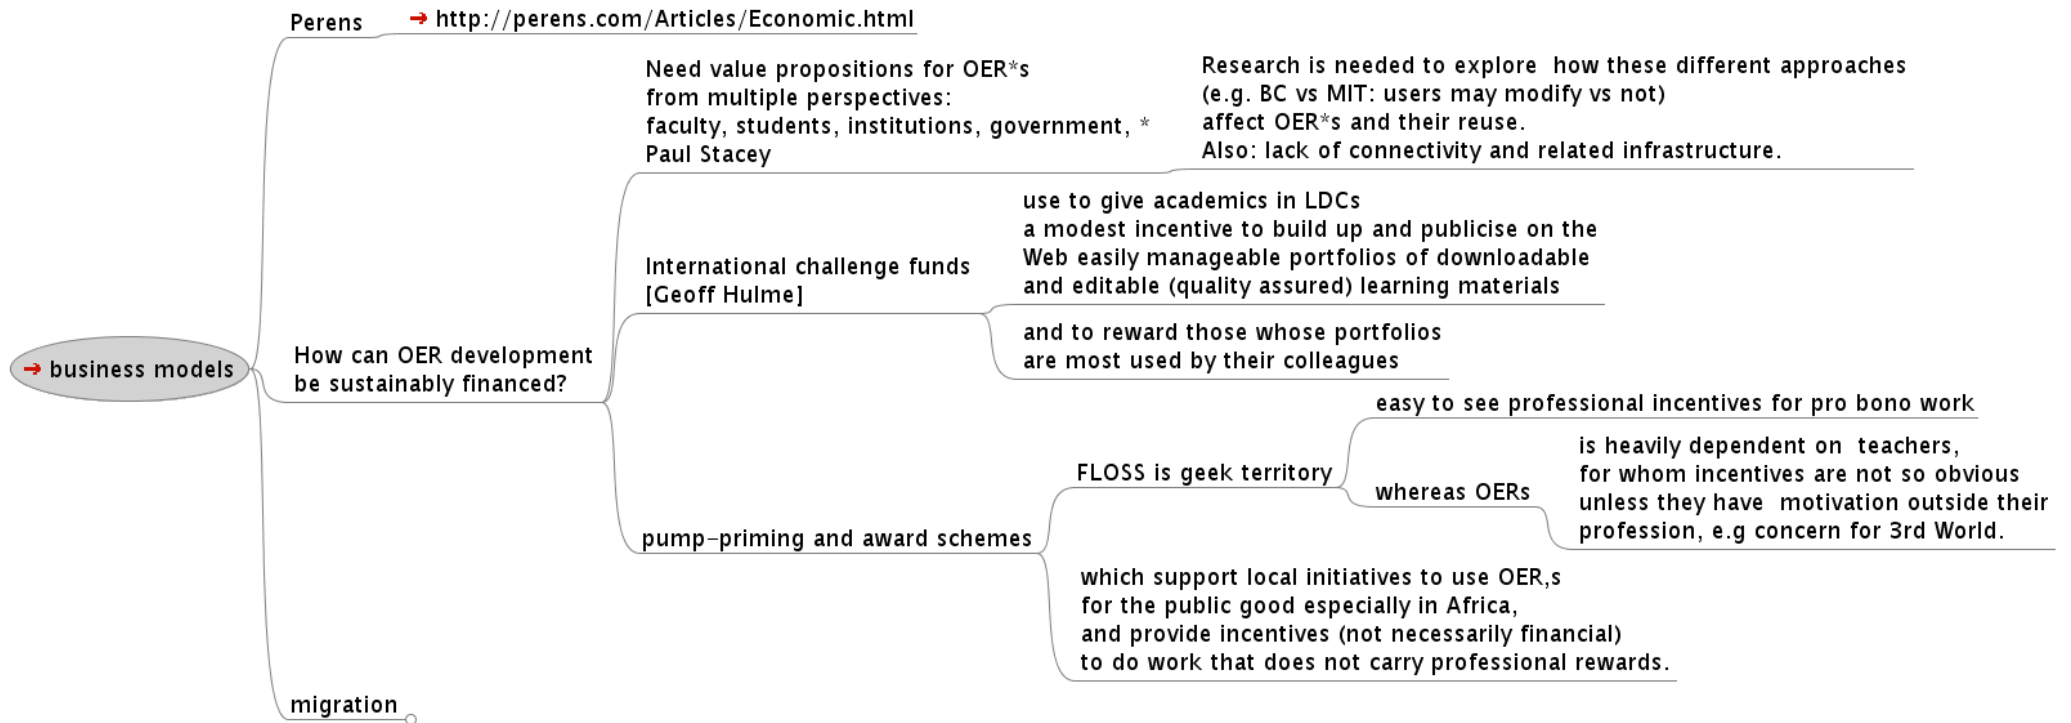 Perens
→ http://perens.com/Articles/Economic.html
Need value propositions for OER*s
from multiple perspectives:
faculty, students, institutions, government, *
Paul Stacey
Research is needed to explore  how these different approaches
(e.g. BC vs MIT: users may modify vs not)
affect OER*s and their reuse.
Also: lack of connectivity and related infrastructure.
use to give academics in LDCs
a modest incentive to build up and publicise on the
Web easily manageable portfolios of downloadable
and editable (quality assured) learning materials
International challenge funds
[Geoff Hulme]
and to reward those whose portfolios
are most used by their colleagues
→ business models
How can OER development
be sustainably financed?
easy to see professional incentives for pro bono work
FLOSS is geek territory
whereas OERs
is heavily dependent on  teachers,
for whom incentives are not so obvious
unless they have  motivation outside their
profession, e.g concern for 3rd World.
pump-priming and award schemes
which support local initiatives to use OER,s
for the public good especially in Africa,
and provide incentives (not necessarily financial)
to do work that does not carry professional rewards.
migration